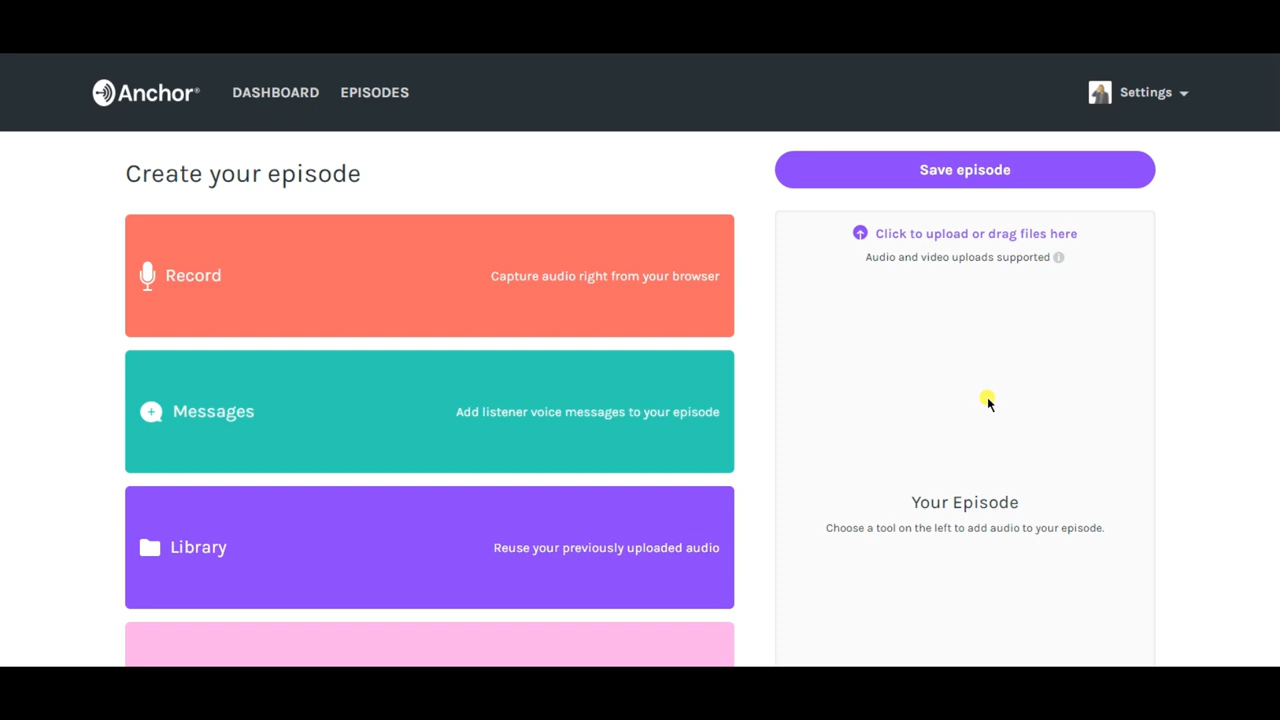 Anchor®
DASHBOARD
EPISODES
Settings
Create your episode
Save episode
Record
Capture audio right from your browser
Messages
Add listener voice messages to your episode
Library
Reuse your previously uploaded audio
Click to upload or drag files here
Audio and video uploads supported
Your Episode
Choose a tool on the left to add audio to your episode.